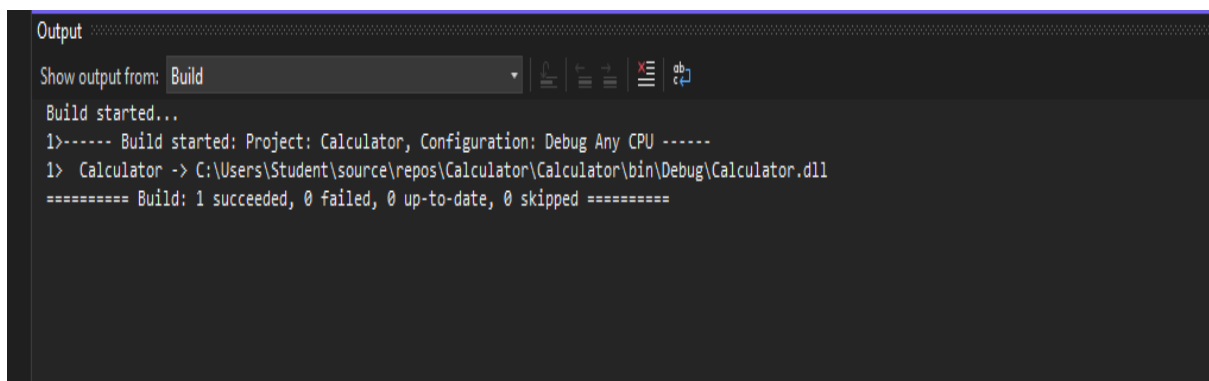 Output
Show output from: Build
Build started...
1>------ Build started: Project: Calculator, Configuration: Debug Any CPU ------
1>  Calculator -> C:\Users\Student\source\repos\Calculator\Calculator\bin\Debug\Calculator.dll
========== Build: 1 succeeded, 0 failed, 0 up-to-date, 0 skipped ==========